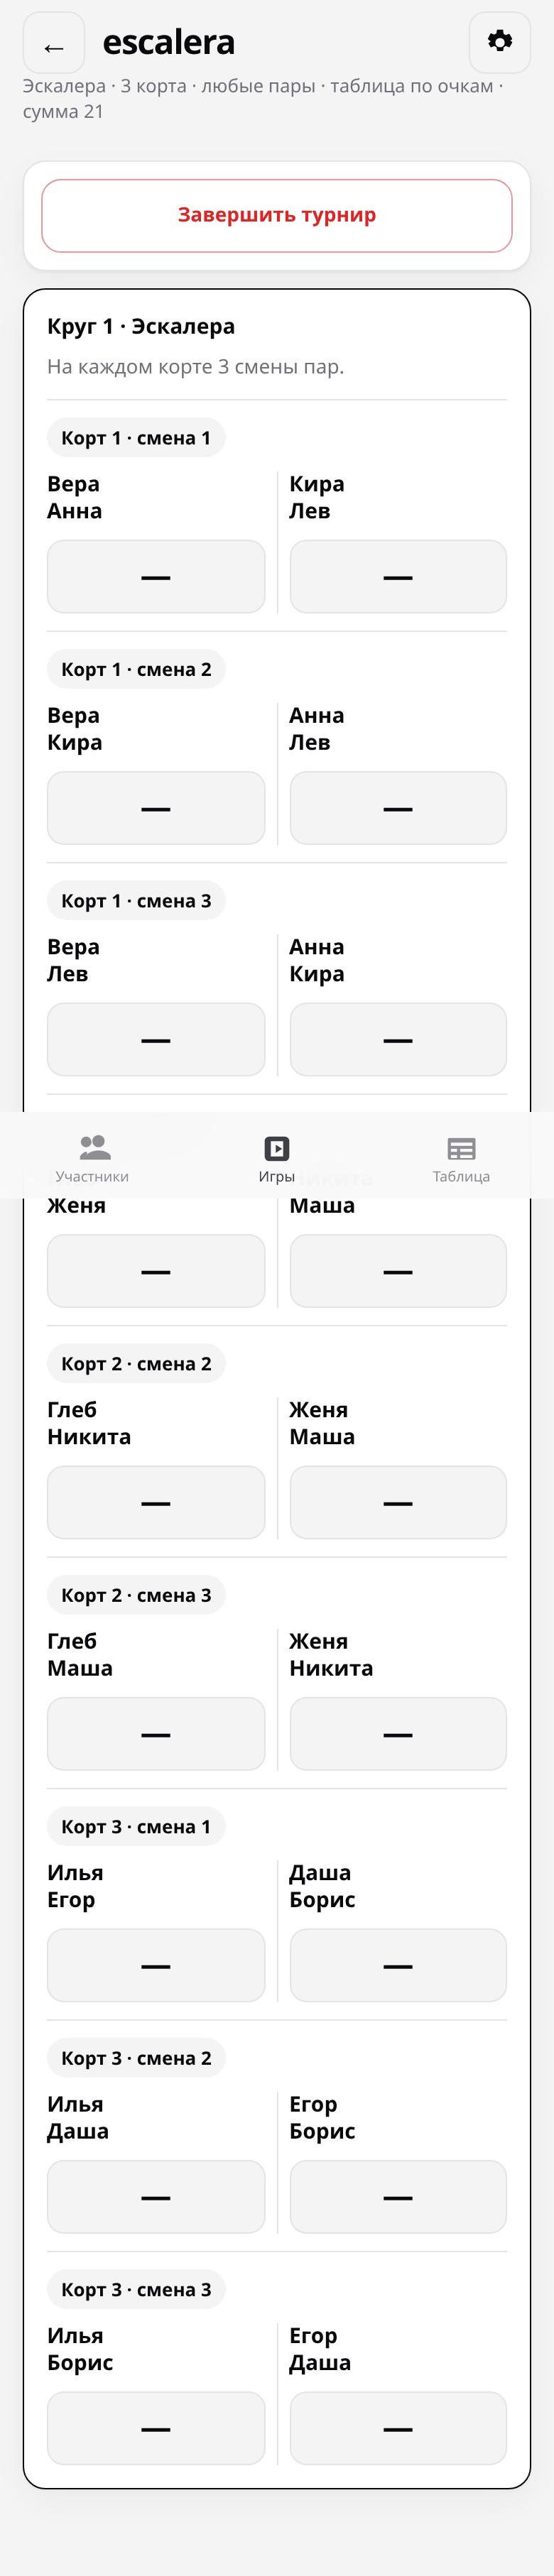 ←
escalera
Эскалера · 3 корта · любые пары · таблица по очкам ·
сумма 21
Завершить турнир
Круг 1 · Эскалера
На каждом корте 3 смены пар.
Корт 1 · смена 1
Вера
Анна
Кира
Лев
—
—
Корт 1 · смена 2
Вера
Кира
Анна
Лев
—
—
Корт 1 · смена 3
Вера
Лев
Анна
Кира
—
—
Участники
Игры
Таблица
Женя
Маша
—
—
Корт 2 · смена 2
Глеб
Никита
Женя
Маша
—
—
Корт 2 · смена 3
Глеб
Маша
Женя
Никита
—
—
Корт 3 · смена 1
Илья
Егор
Даша
Борис
—
—
Корт 3 · смена 2
Илья
Даша
Егор
Борис
—
—
Корт 3 · смена 3
Илья
Борис
Егор
Даша
—
—